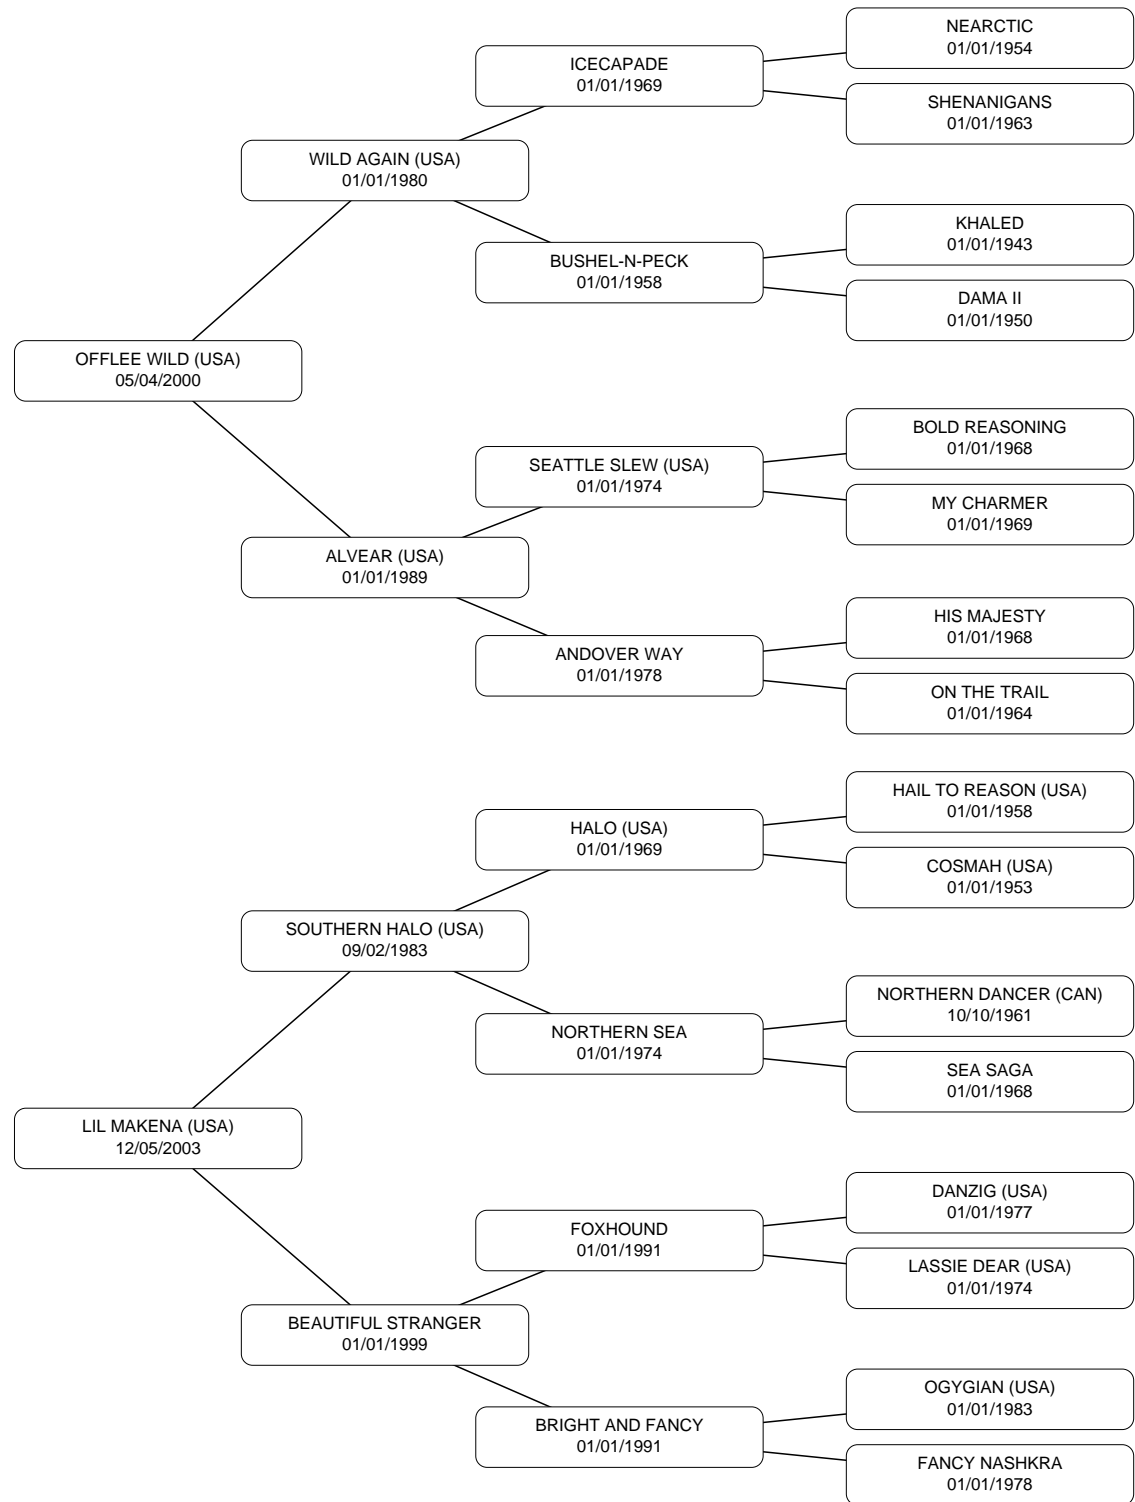 NEARCTIC
01/01/1954
ICECAPADE
01/01/1969
SHENANIGANS
01/01/1963
WILD AGAIN (USA)
01/01/1980
KHALED
01/01/1943
BUSHEL-N-PECK
01/01/1958
DAMA II
01/01/1950
OFFLEE WILD (USA)
05/04/2000
BOLD REASONING
01/01/1968
SEATTLE SLEW (USA)
01/01/1974
MY CHARMER
01/01/1969
ALVEAR (USA)
01/01/1989
HIS MAJESTY
01/01/1968
ANDOVER WAY
01/01/1978
ON THE TRAIL
01/01/1964
HAIL TO REASON (USA)
01/01/1958
HALO (USA)
01/01/1969
COSMAH (USA)
01/01/1953
SOUTHERN HALO (USA)
09/02/1983
NORTHERN DANCER (CAN)
10/10/1961
NORTHERN SEA
01/01/1974
SEA SAGA
01/01/1968
LIL MAKENA (USA)
12/05/2003
DANZIG (USA)
01/01/1977
FOXHOUND
01/01/1991
LASSIE DEAR (USA)
01/01/1974
BEAUTIFUL STRANGER
01/01/1999
OGYGIAN (USA)
01/01/1983
BRIGHT AND FANCY
01/01/1991
FANCY NASHKRA
01/01/1978